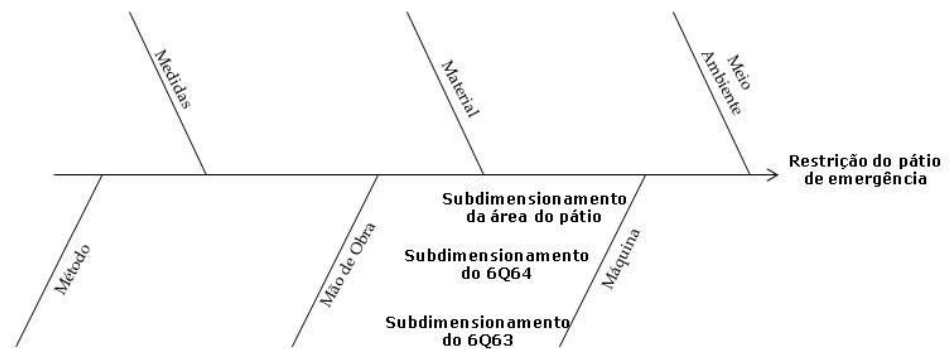 Medidas
Material
Meio
Ambiente
Restrição do pátio
de emergência
Método
Mão de Obra
Subdimensionamento
da área do pátio
Subdimensionamento
do 6Q64
Subdimensionamento
do 6Q63
Máquina